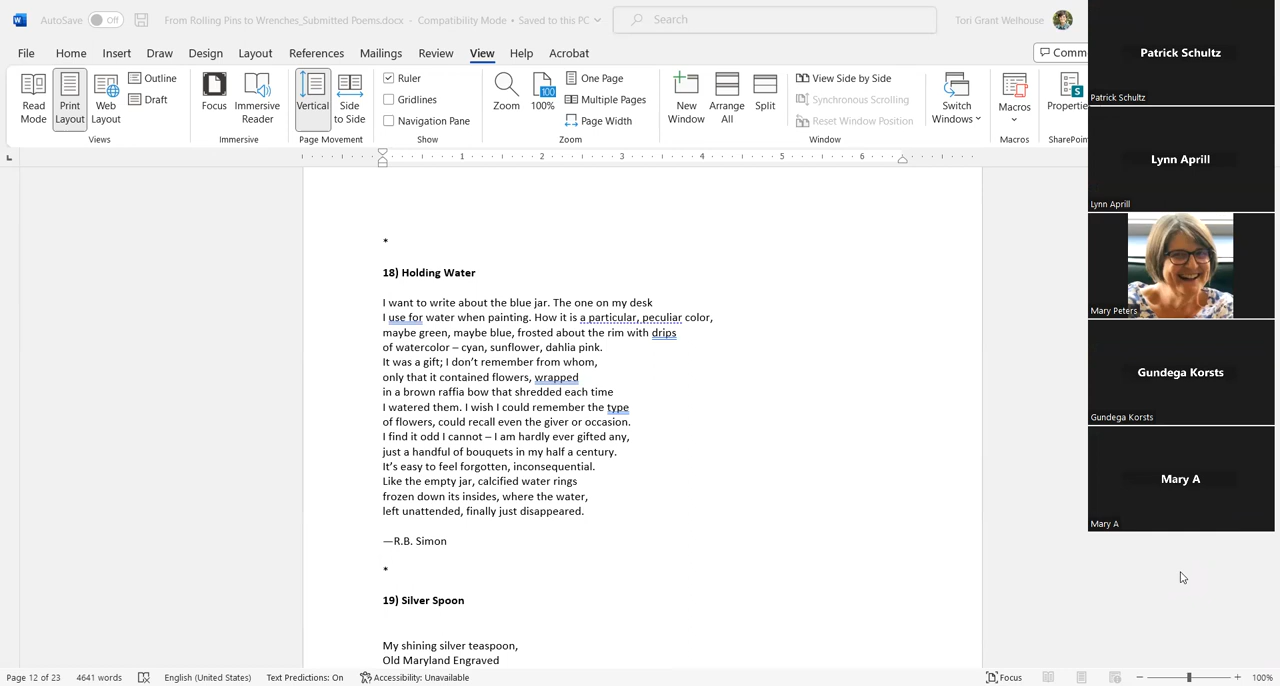 AutoSave Off From Rolling Pins to Wrenches_Submitted Poems.docx - Compatibility Mode • Saved to this PC Search Tori Grant Welhouse
File Home Insert Draw Design Layout References Mailings Review View Help Acrobat
Read Mode
Print Layout
Web Layout
Outline
Draft
Views
Focus
Immersive Reader
Immersive
Vertical
Side to Side
Page Movement
Ruler
Gridlines
Navigation Pane
Show
Zoom
100
100%
One Page
Multiple Pages
Page Width
Zoom
New Window
Arrange All
Split
View Side by Side
Synchronous Scrolling
Reset Window Position
Switch Windows
Window
Macros
Macros
1 2 3 4 5 6
*
18) Holding Water
I want to write about the blue jar. The one on my desk
I use for water when painting. How it is a particular, peculiar color,
maybe green, maybe blue, frosted about the rim with drips
of watercolor – cyan, sunflower, dahlia pink.
It was a gift; I don't remember from whom,
only that it contained flowers, wrapped
in a brown raffia bow that shredded each time
I watered them. I wish I could remember the type
of flowers, could recall even the giver or occasion.
I find it odd I cannot – I am hardly ever gifted any,
just a handful of bouquets in my half a century.
It's easy to feel forgotten, inconsequential.
Like the empty jar, calcified water rings
frozen down its insides, where the water,
left unattended, finally just disappeared.
—R.B. Simon
*
19) Silver Spoon
My shining silver teaspoon,
Old Maryland Engraved
Patrick Schultz
Patrick Schultz
Lynn Aprill
Lynn Aprill
Mary Peters
Gundega Korsts
Gundega Korsts
Mary A
Mary A
Page 12 of 23 4641 words English (United States) Text Predictions: On Accessibility: Unavailable Focus 100%